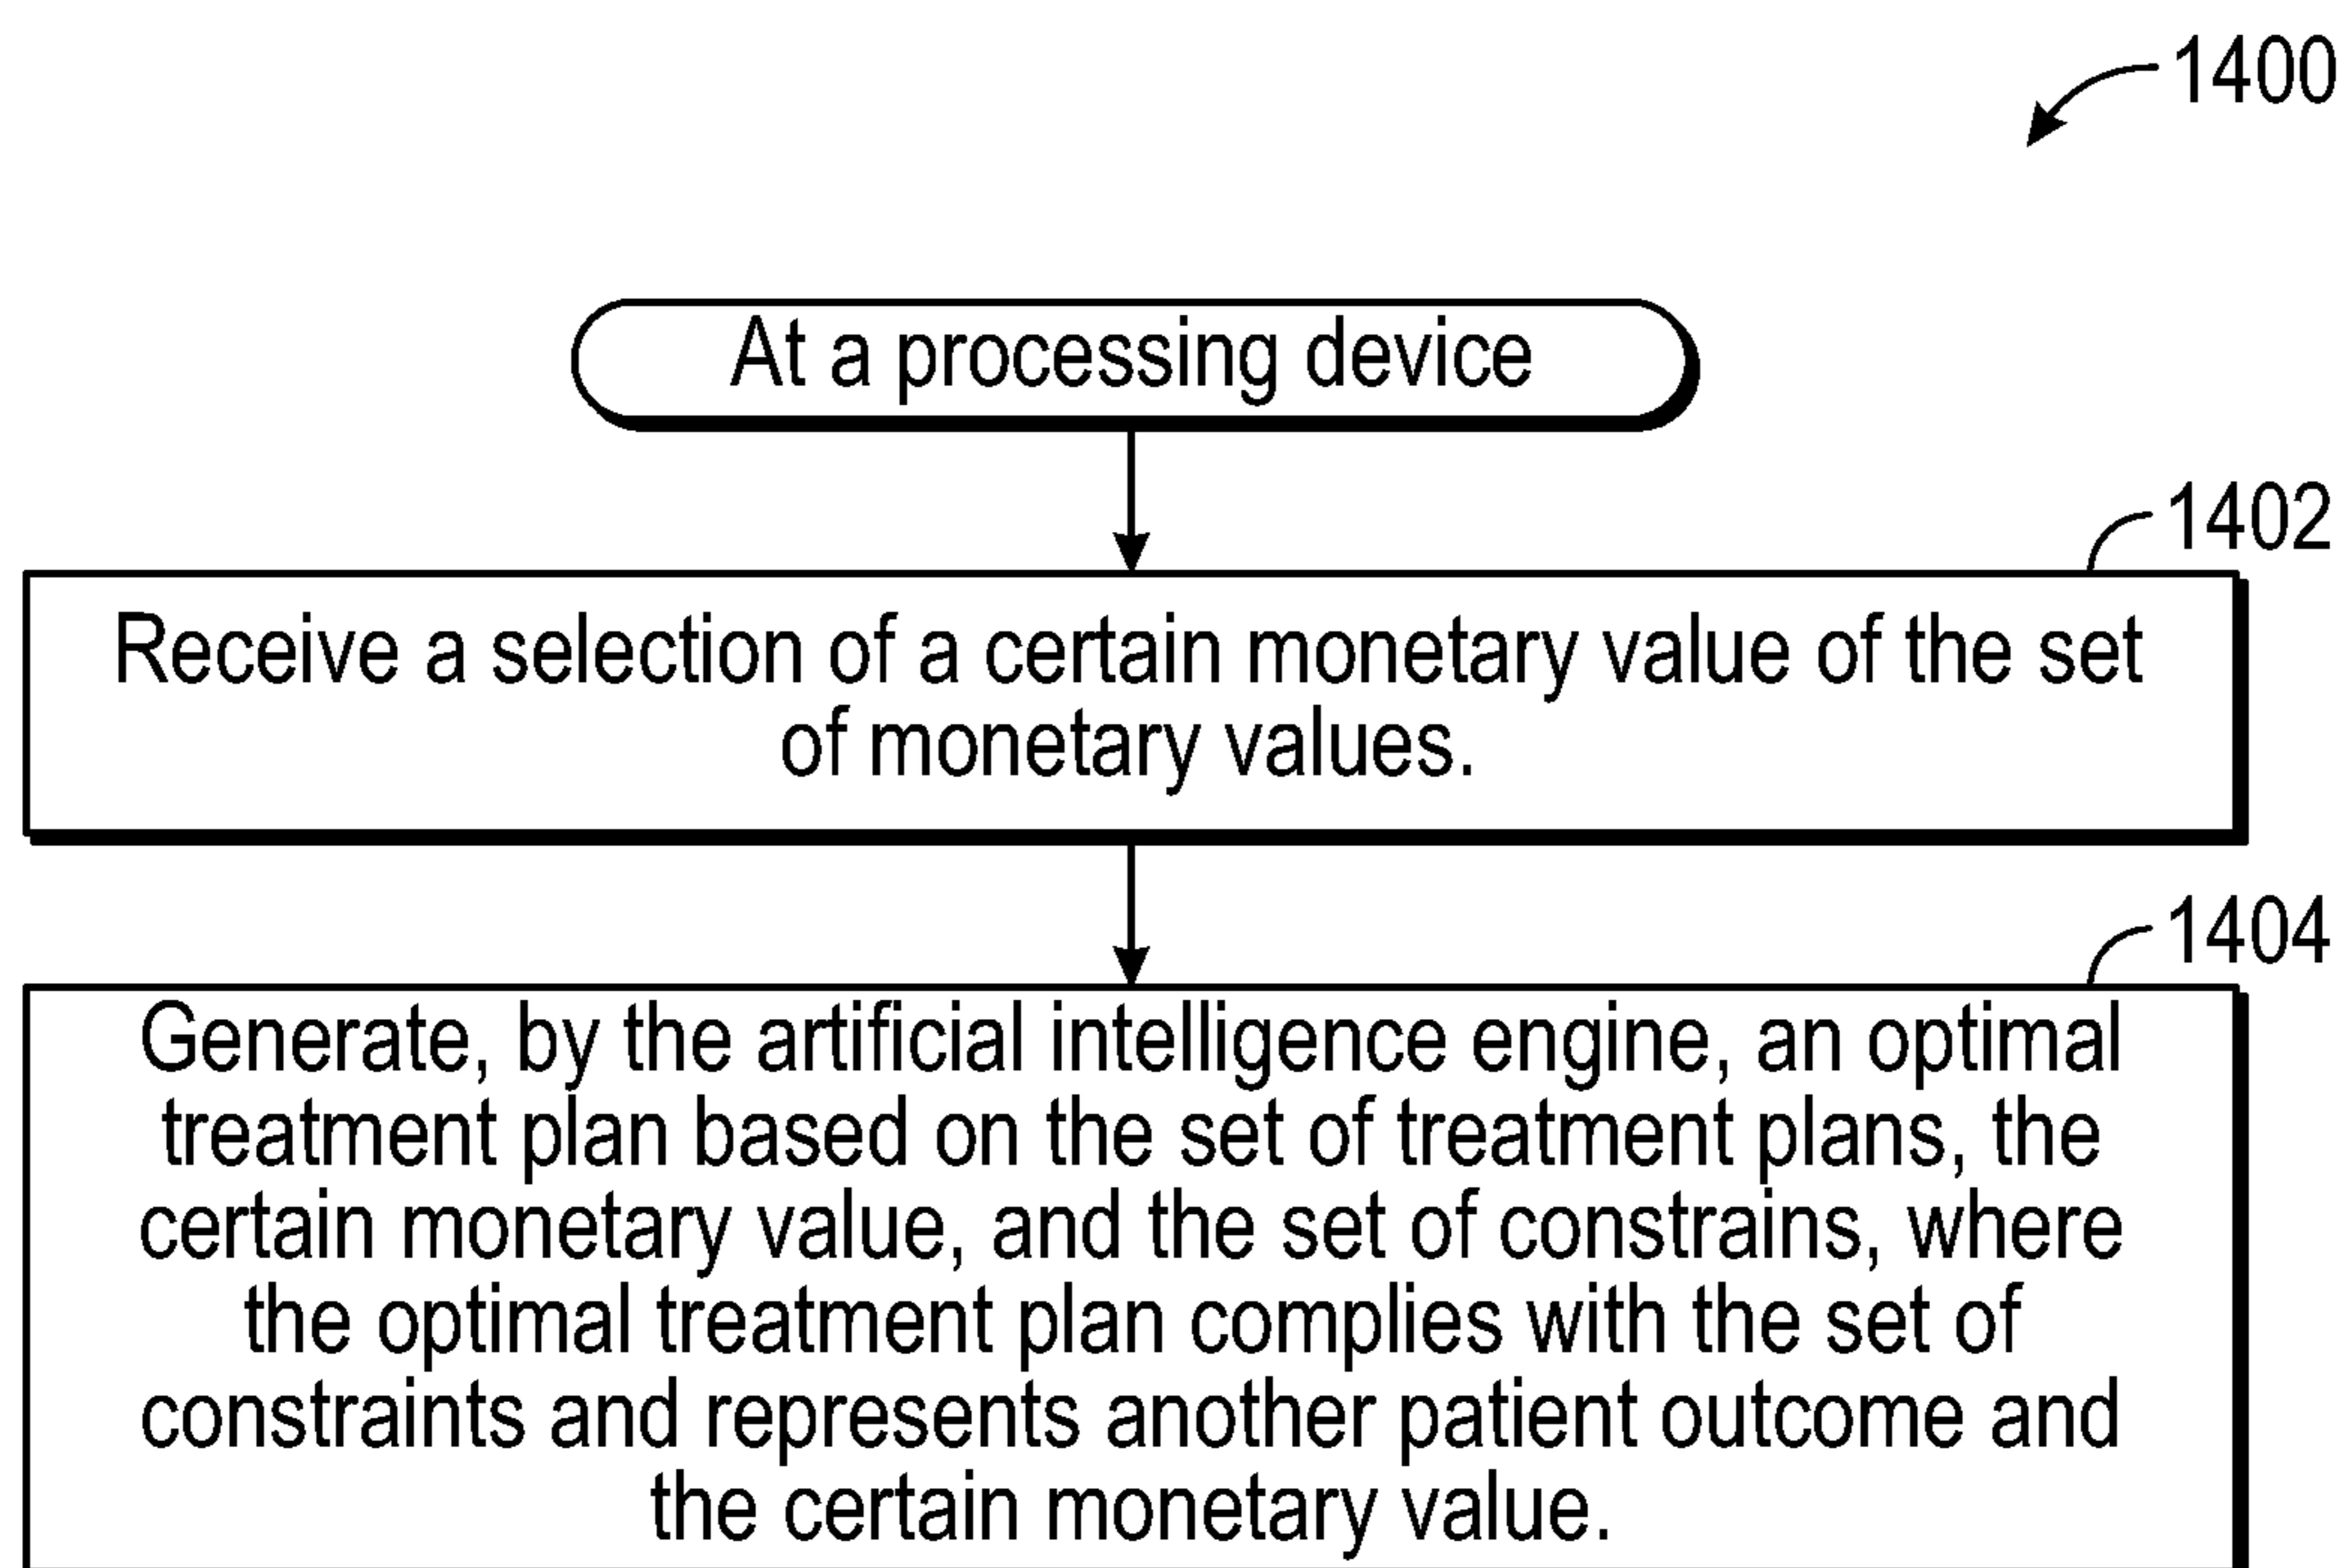 1400
At a processing device
1402
Receive a selection of a certain monetary value of the set
of monetary values.
1404
Generate, by the artificial intelligence engine, an optimal
treatment plan based on the set of treatment plans, the
certain monetary value, and the set of constrains, where
the optimal treatment plan complies with the set of
constraints and represents another patient outcome and
the certain monetary value.